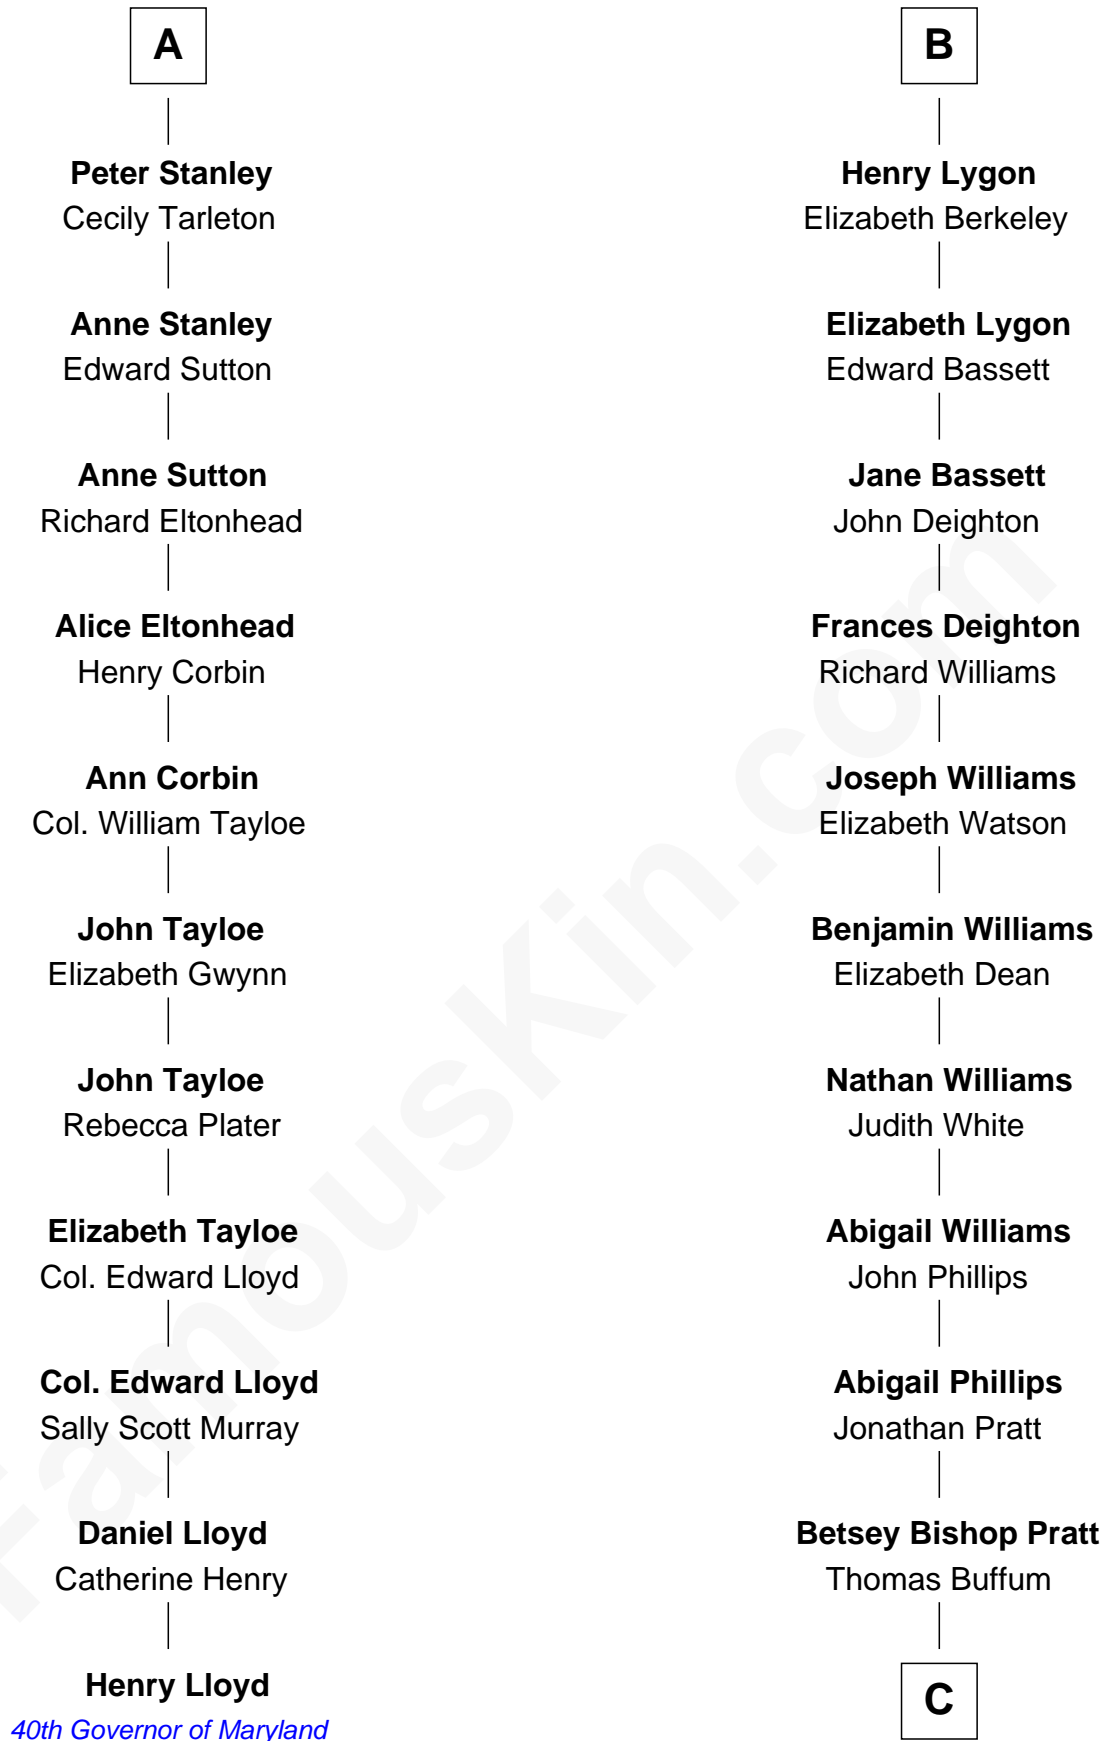 A
Peter Stanley
Cecily Tarleton
Anne Stanley
Edward Sutton
Anne Sutton
Richard Eltonhead
Alice Eltonhead
Henry Corbin
Ann Corbin
Col. William Tayloe
John Tayloe
Elizabeth Gwynn
John Tayloe
Rebecca Plater
Elizabeth Tayloe
Col. Edward Lloyd
Col. Edward Lloyd
Sally Scott Murray
Daniel Lloyd
Catherine Henry
Henry Lloyd
40th Governor of Maryland
B
Henry Lygon
Elizabeth Berkeley
Elizabeth Lygon
Edward Bassett
Jane Bassett
John Deighton
Frances Deighton
Richard Williams
Joseph Williams
Elizabeth Watson
Benjamin Williams
Elizabeth Dean
Nathan Williams
Judith White
Abigail Williams
John Phillips
Abigail Phillips
Jonathan Pratt
Betsey Bishop Pratt
Thomas Buffum
C
FamousKin.com